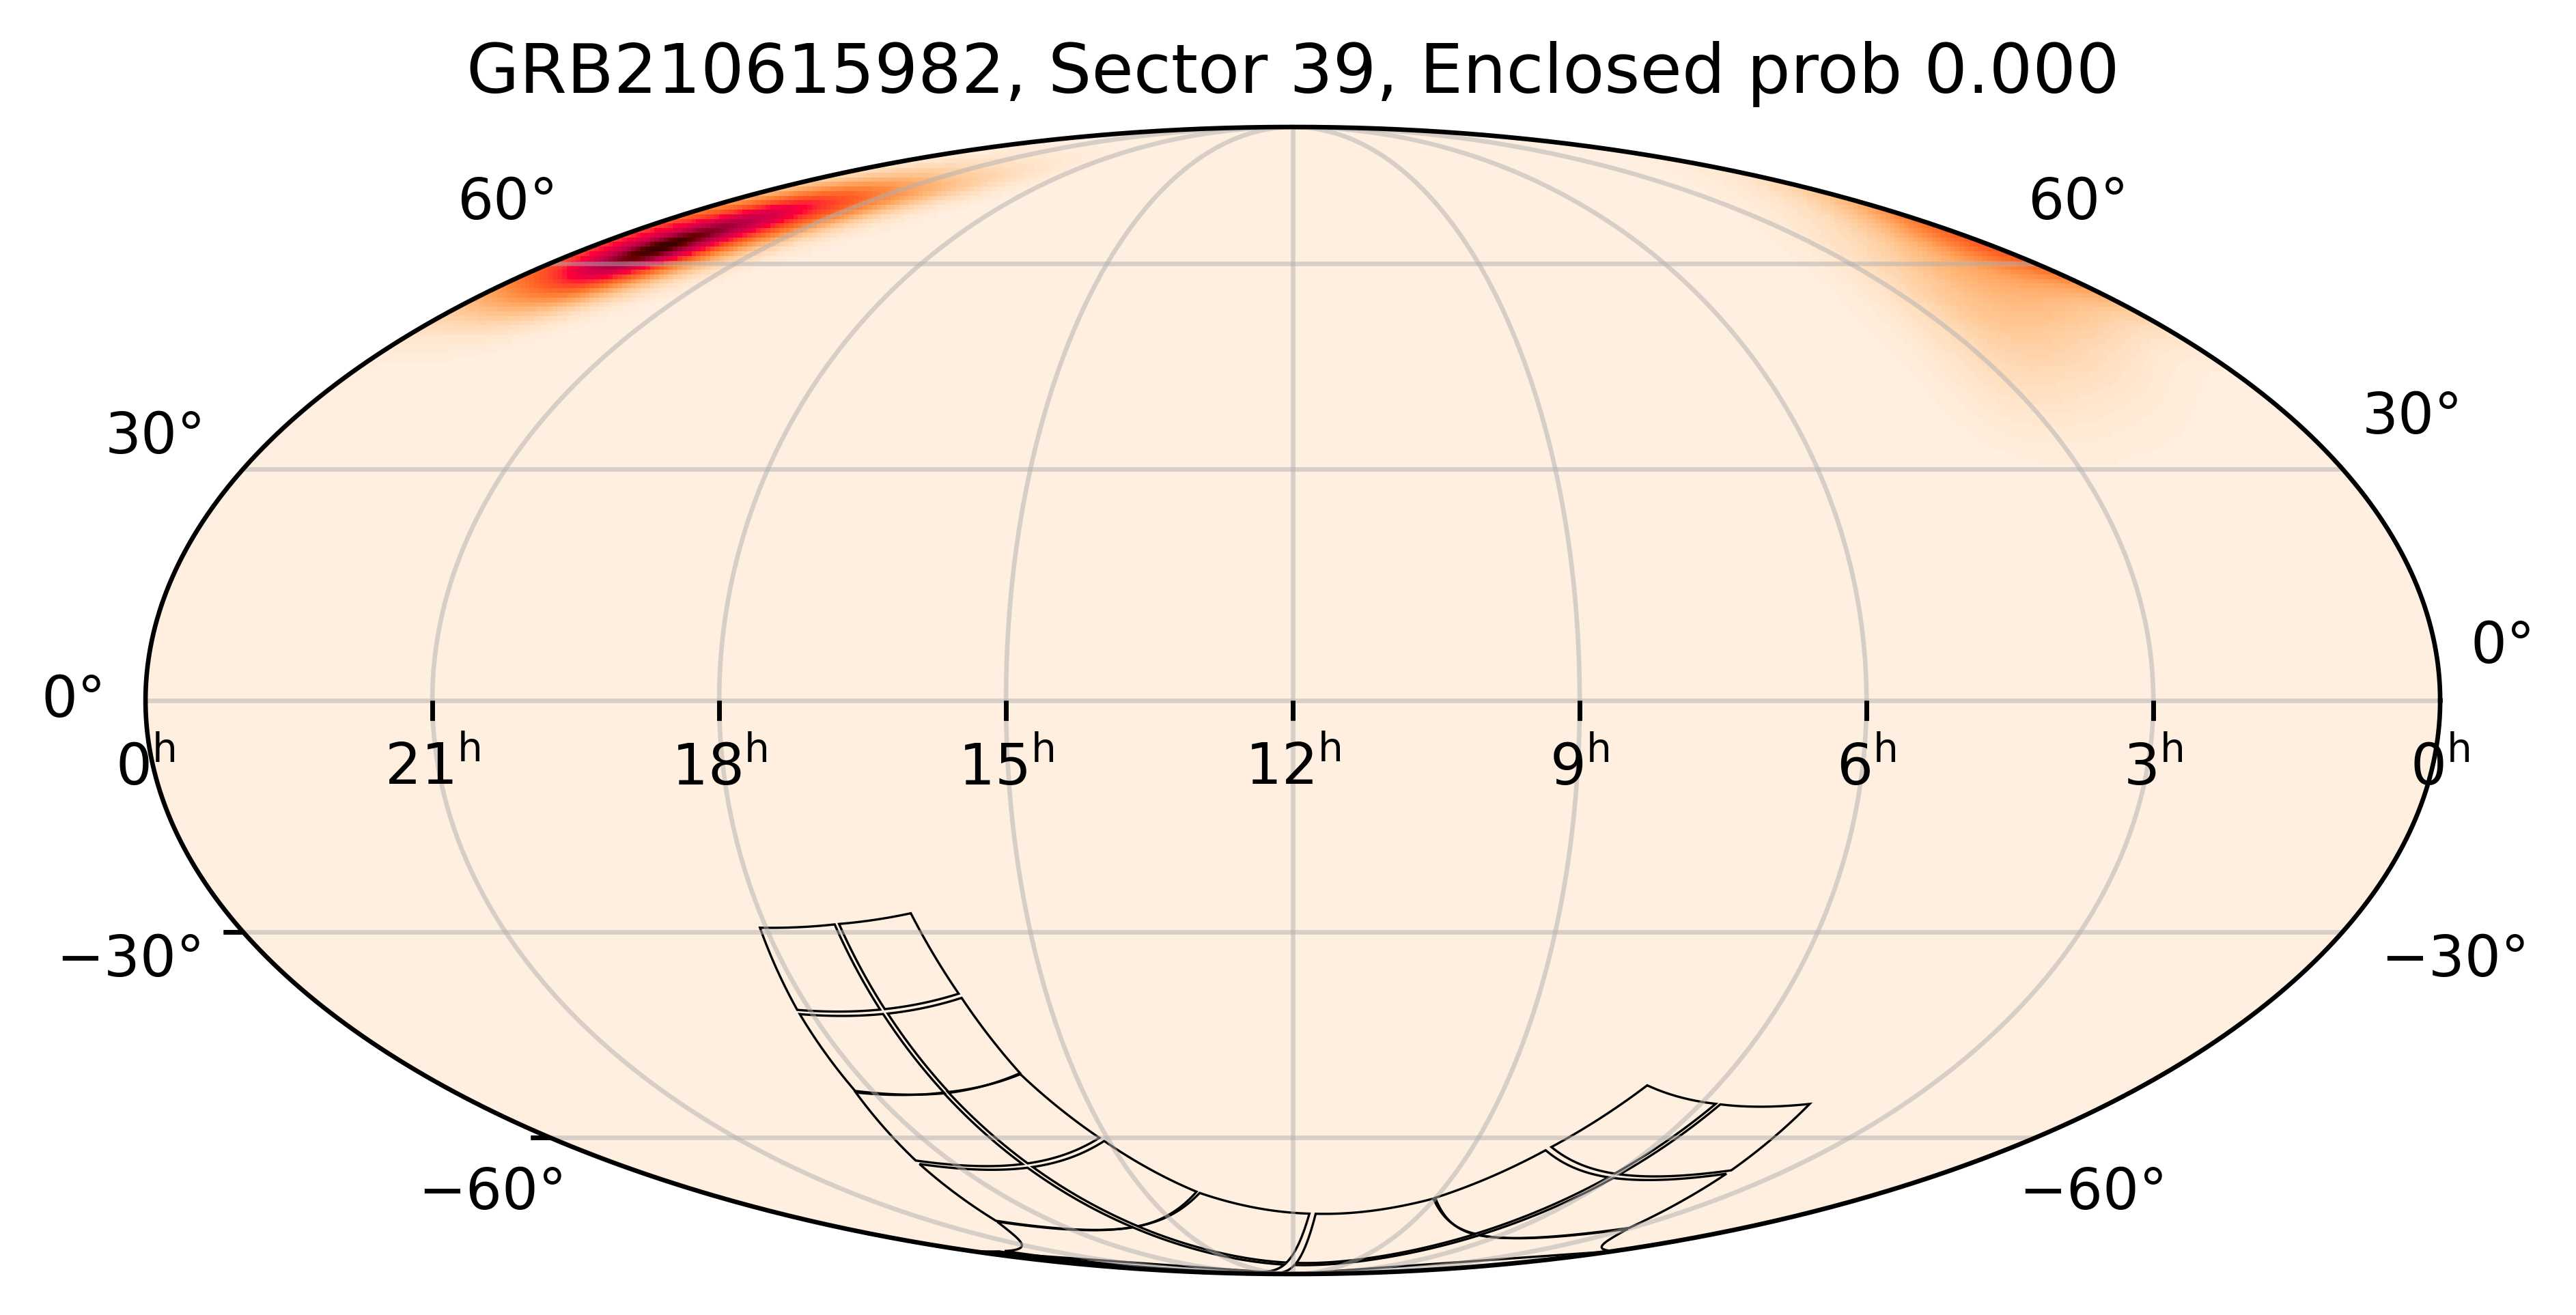 GRB210615982, Sector 39, Enclosed prob 0.000
60° 60°
30° 30°
0° 0°
0h 21h 18h 15h 12h 9h 6h 3h 0h
−30° −30°
−60° −60°